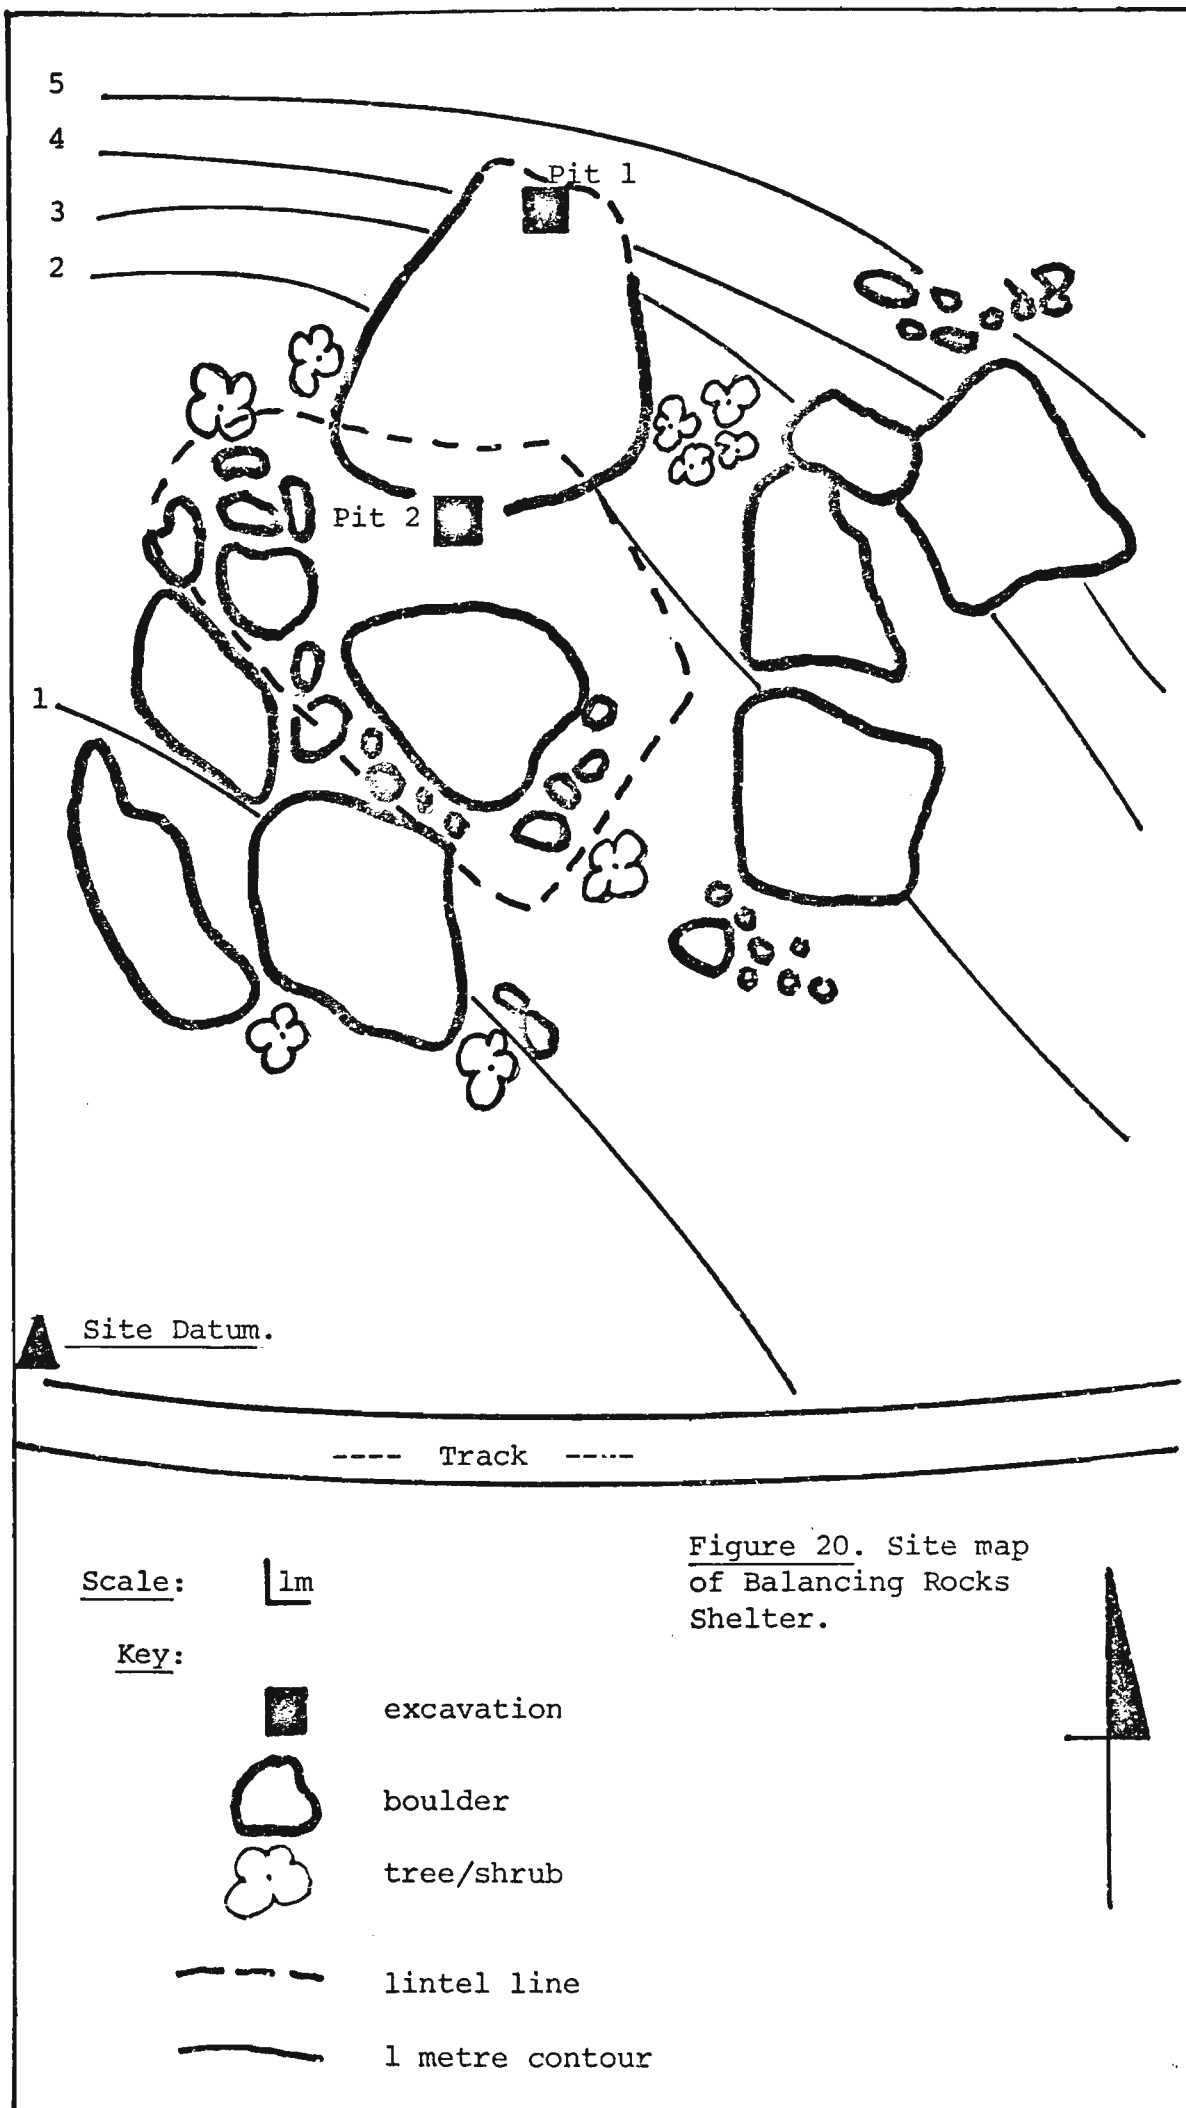 5
4
Pit 1
3
2
Pit 2
1
Site Datum.
---- Track ----
Figure 20. Site map
of Balancing Rocks
Shelter.
Scale: 1m
Key:
excavation
boulder
tree/shrub
lintel line
1 metre contour